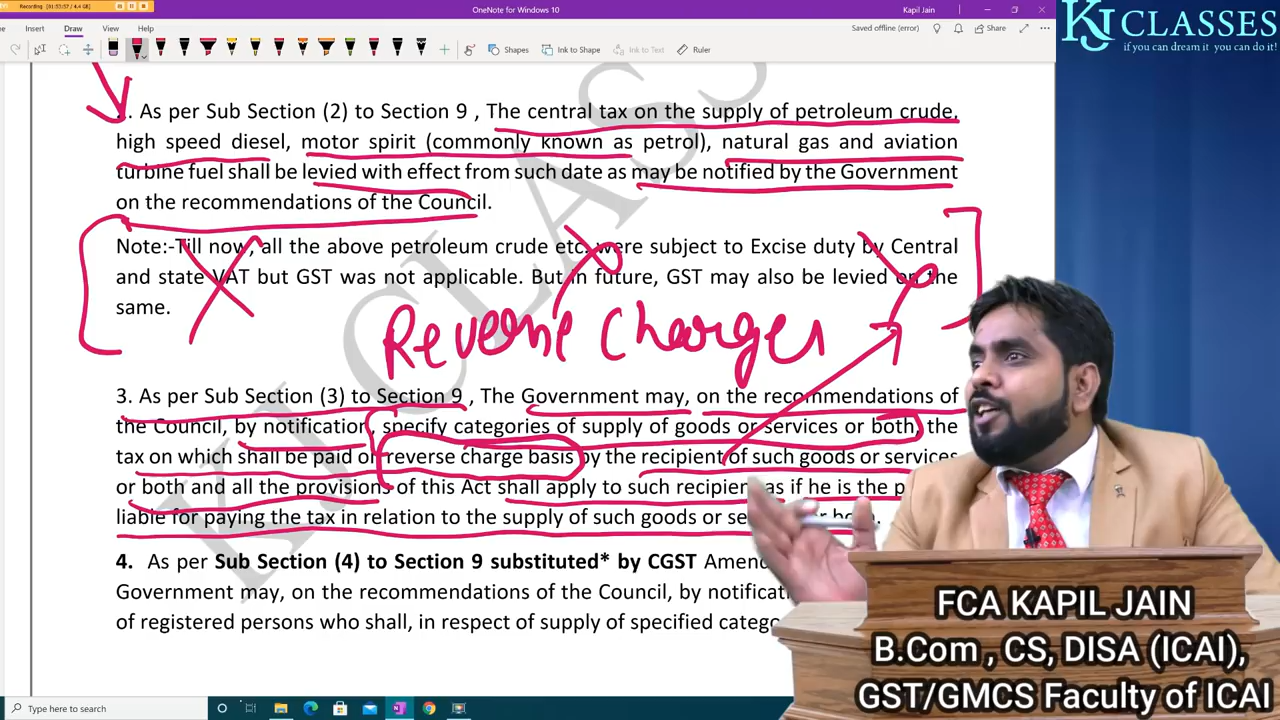 Recording 01:55:57 / 4.4 GB
OneNote for Windows 10
Kapil Jain
Insert Draw View Help
Saved offline (error)
Share
Shapes Ink to Shape Ink to Text Ruler
KJ CLASSES
if you can dream it you can do it!
As per Sub Section (2) to Section 9 , The central tax on the supply of petroleum crude,
high speed diesel, motor spirit (commonly known as petrol), natural gas and aviation
turbine fuel shall be levied with effect from such date as may be notified by the Government
on the recommendations of the Council.
Note:-Till now, all the above petroleum crude etc. were subject to Excise duty by Central
and state VAT but GST was not applicable. But in future, GST may also be levied on the
same.
Reverse Charges
3. As per Sub Section (3) to Section 9 , The Government may, on the recommendations of
the Council, by notification, specify categories of supply of goods or services or both, the
tax on which shall be paid on reverse charge basis by the recipient of such goods or services
or both and all the provisions of this Act shall apply to such recipient as if he is the
liable for paying the tax in relation to the supply of such goods or or both.
4. As per Sub Section (4) to Section 9 substituted* by CGST
Government may, on the recommendations of the Council, by
of registered persons who shall, in respect of supply of specified
KJ CLASSES
FCA KAPIL JAIN
B.Com , CS, DISA (ICAI),
GST/GMCS Faculty of ICAI
Type here to search